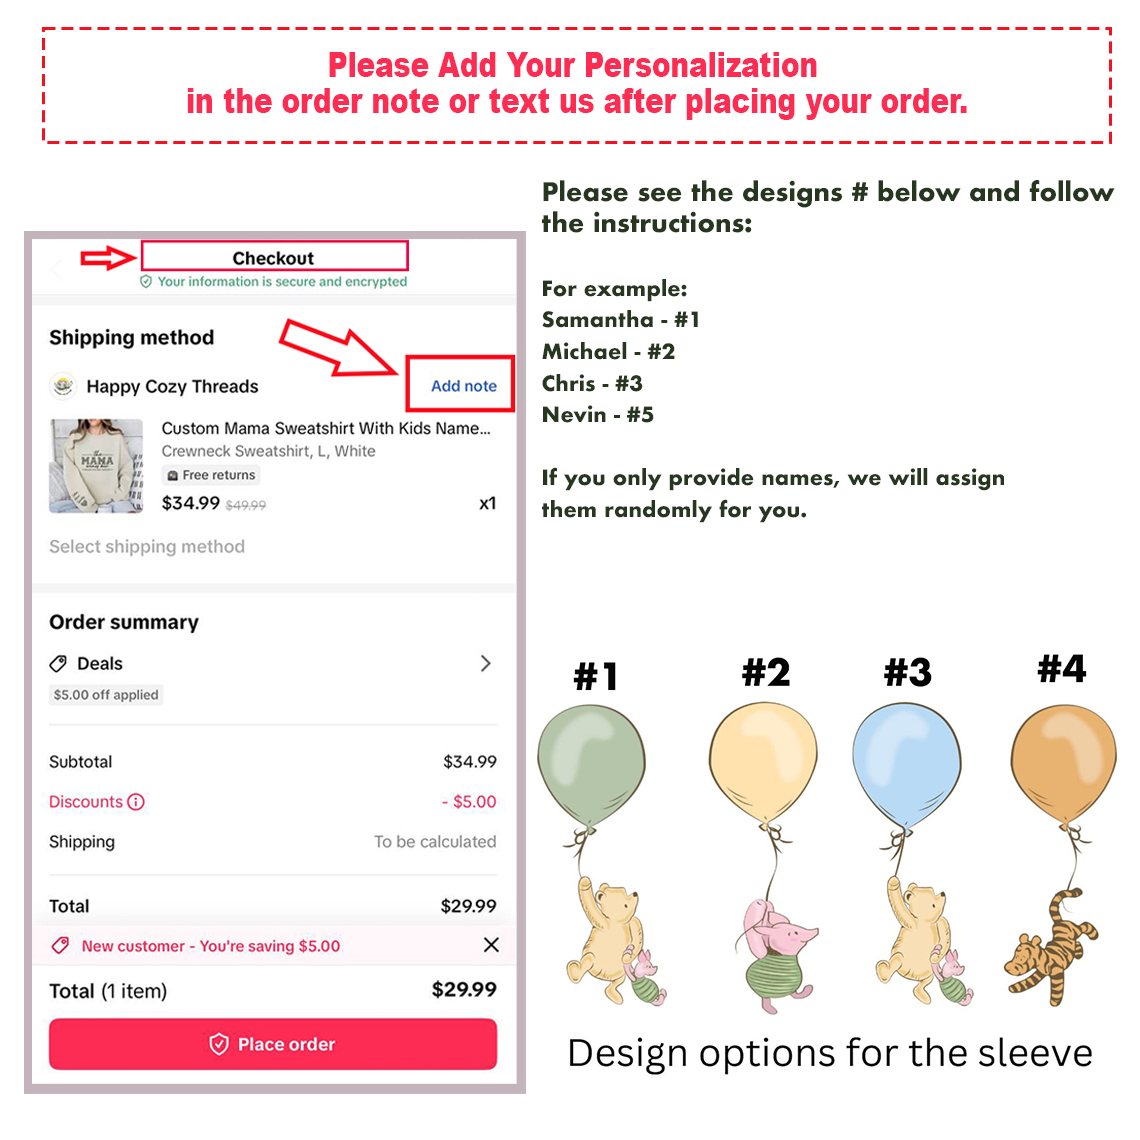 Please Add Your Personalization
in the order note or text us after placing your order.
Please see the designs # below and follow
the instructions:
For example:
Samantha - #1
Michael - #2
Chris - #3
Nevin - #5
If you only provide names, we will assign
them randomly for you.
Checkout
Your information is secure and encrypted
Shipping method
Happy Cozy Threads
Add note
Custom Mama Sweatshirt With Kids Name...
Crewneck Sweatshirt, L, White
Free returns
$34.99 $49.99
x1
MAMA
Select shipping method
Order summary
Deals
$5.00 off applied
Subtotal
$34.99
Discounts
- $5.00
Shipping
To be calculated
Total
$29.99
New customer - You're saving $5.00
Total (1 item)
$29.99
Place order
#1
#2
#3
#4
Design options for the sleeve